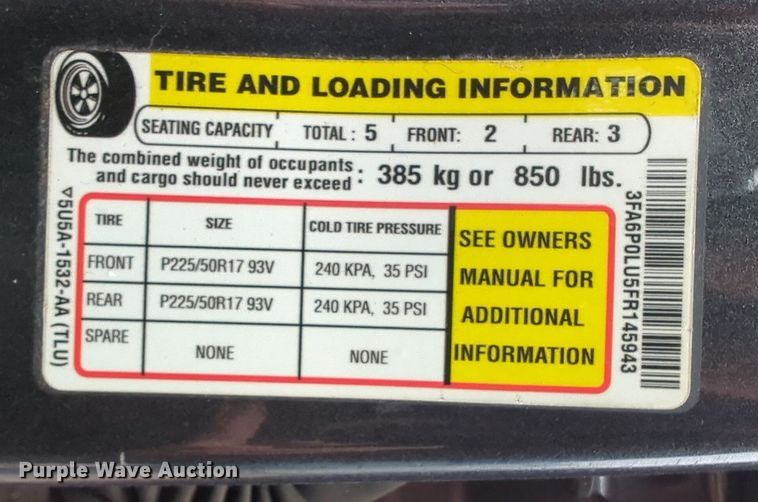 TIRE AND LOADING INFORMATION
SEATING CAPACITY TOTAL: 5 FRONT: 2 REAR: 3
The combined weight of occupants
and cargo should never exceed : 385 kg or 850 lbs.
TIRE SIZE COLD TIRE PRESSURE
FRONT P225/50R17 93V 240 KPA, 35 PSI
REAR P225/50R17 93V 240 KPA, 35 PSI
SPARE NONE NONE
SEE OWNERS
MANUAL FOR
ADDITIONAL
INFORMATION
5U5A-1532-AA (TLU)
3FA6P0LU5FR145943
Purple Wave Auction